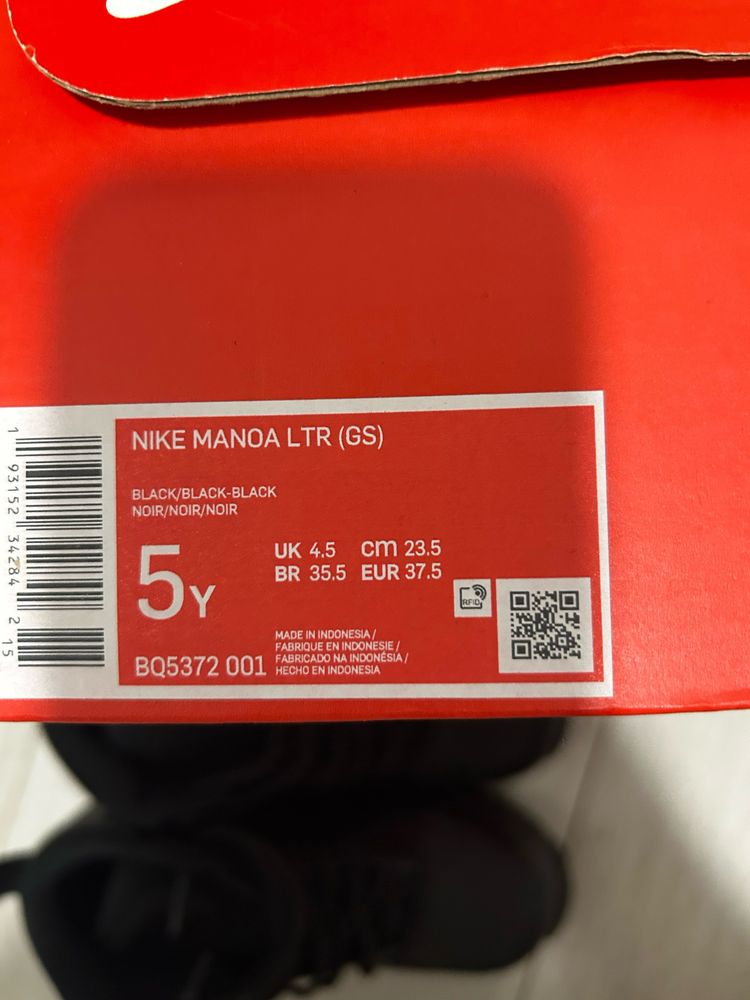 NIKE MANOA LTR (GS)
BLACK/BLACK-BLACK
NOIR/NOIR/NOIR
5Y
UK 4.5 cm 23.5
BR 35.5 EUR 37.5
RFID
BQ5372 001
MADE IN INDONESIA /
FABRIQUE EN INDONESIE /
FABRICADO NA INDONÉSIA /
HECHO EN INDONESIA
1 93152 34284 2 15